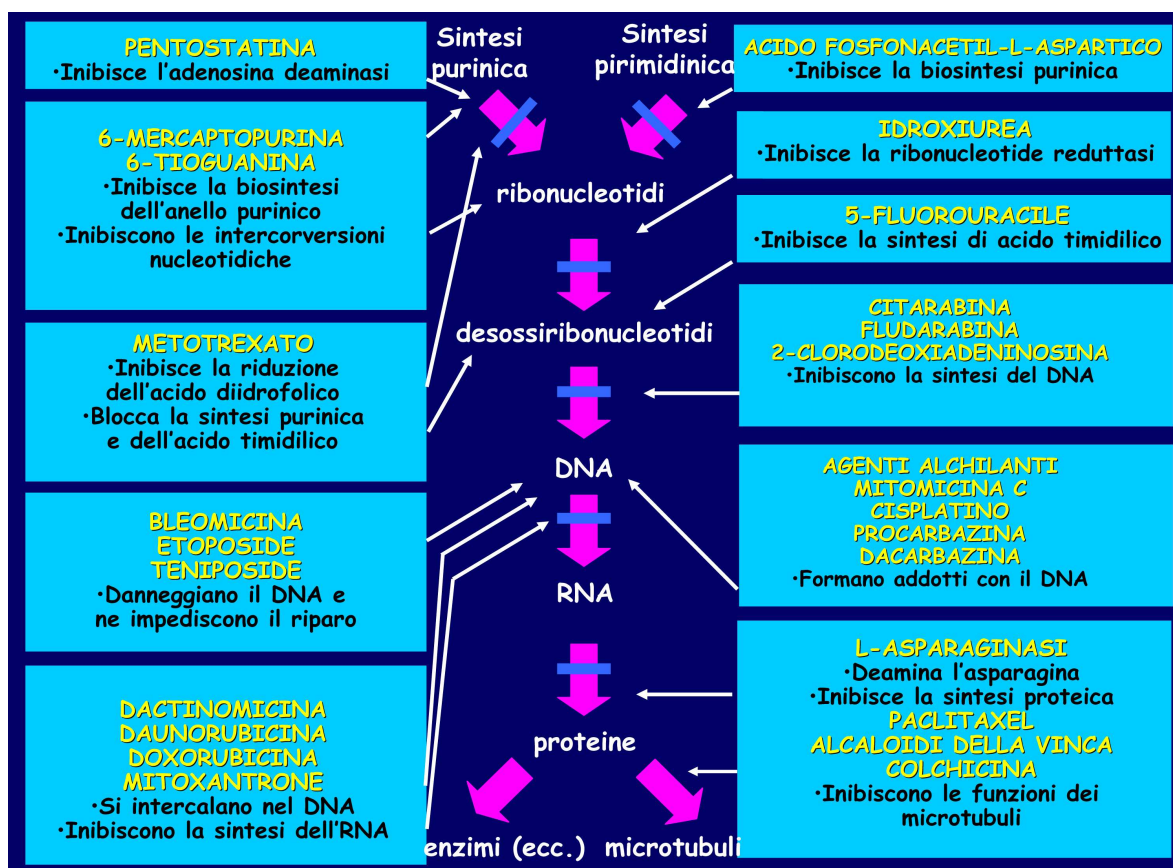 PENTOSTATINA
•Inibisce l'adenosina deaminasi
6-MERCAPTOPURINA
6-TIOGUANINA
•Inibisce la biosintesi
dell'anello purinico
•Inibiscono le intercorversioni
nucleotidiche
METOTREXATO
•Inibisce la riduzione
dell'acido diidrofolico
•Blocca la sintesi purinica
e dell'acido timidilico
BLEOMICINA
ETOPOSIDE
TENIPOSIDE
•Danneggiano il DNA e
ne impediscono il riparo
DACTINOMICINA
DAUNORUBICINA
DOXORUBICINA
MITOXANTRONE
•Si intercalano nel DNA
•Inibiscono la sintesi dell'RNA
Sintesi
purinica
Sintesi
pirimidinica
ribonucleotidi
desossiribonucleotidi
DNA
RNA
proteine
enzimi (ecc.)
microtubuli
ACIDO FOSFONACETIL-L-ASPARTICO
•Inibisce la biosintesi purinica
IDROXIUREA
•Inibisce la ribonucleotide reduttasi
5-FLUOROURACILE
•Inibisce la sintesi di acido timidilico
CITARABINA
FLUDARABINA
2-CLORODEOXIADENINOSINA
•Inibiscono la sintesi del DNA
AGENTI ALCHILANTI
MITOMICINA C
CISPLATINO
PROCARBAZINA
DACARBAZINA
•Formano addotti con il DNA
L-ASPARAGINASI
•Deamina l'asparagina
•Inibisce la sintesi proteica
PACLITAXEL
ALCALOIDI DELLA VINCA
COLCHICINA
•Inibiscono le funzioni dei
microtubuli